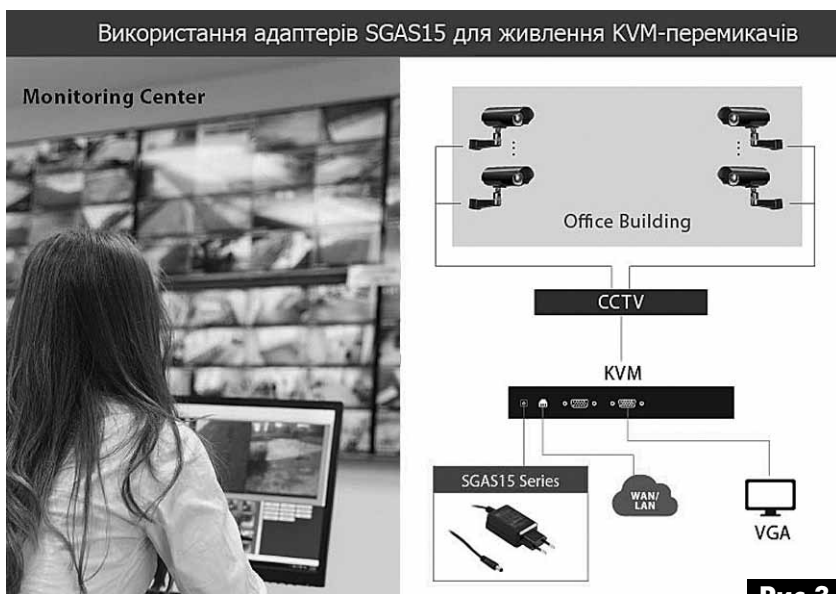 Використання адаптерів SGAS15 для живлення KVM-перемикачів
Monitoring Center
Office Building
CCTV
KVM
SGAS15 Series
WAN/
LAN
VGA
Рис.3